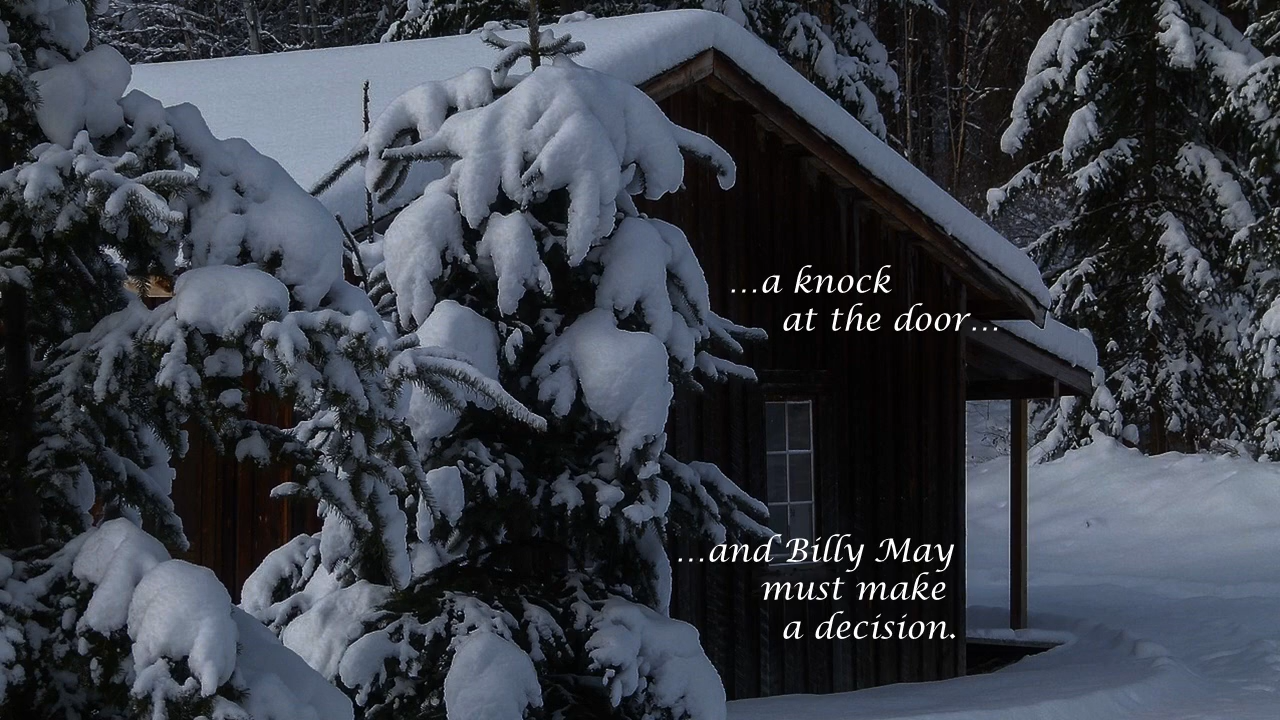 ...a knock
at the door...
...and Billy May
must make
a decision.